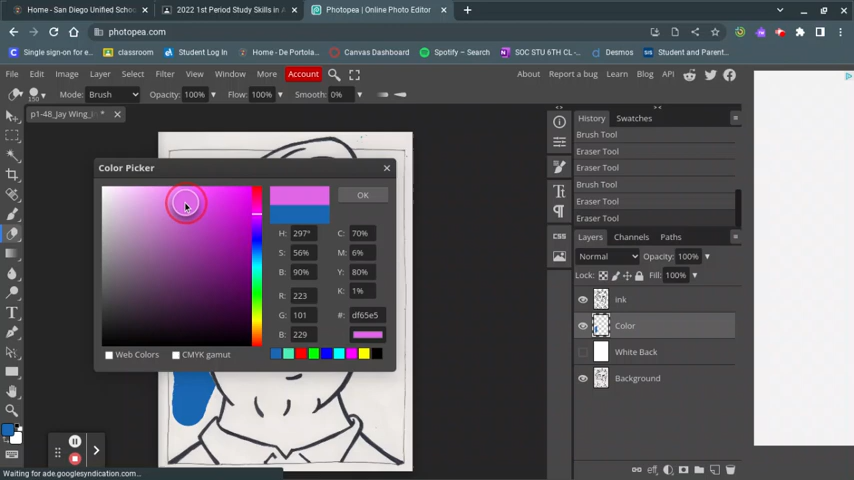 Home - San Diego Unified Schoo
2022 1st Period Study Skills in A
Photopea | Online Photo Editor
photopea.com
Single sign-on for e...
classroom
Student Log In
Home - De Portola...
Canvas Dashboard
Spotify – Search
SOC STU 6TH CL-...
Desmos
Student and Parent...
File Edit Image Layer Select Filter View Window More Account
About Report a bug Learn Blog API
150 Mode: Brush Opacity: 100% Flow: 100% Smooth: 0%
p1-48_Jay Wing_ *
Color Picker
OK
H: 297° C: 70%
S: 56% M: 6%
B: 90% Y: 80%
K: 1%
R: 223
G: 101 #: df65e5
B: 229
Web Colors CMYK gamut
CSS
History Swatches
Brush Tool
Eraser Tool
Eraser Tool
Brush Tool
Eraser Tool
Eraser Tool
Layers Channels Paths
Normal Opacity: 100%
Lock: Fill: 100%
Ink
Color
White Back
Background
eff
Waiting for ade.googlesyndication.com...